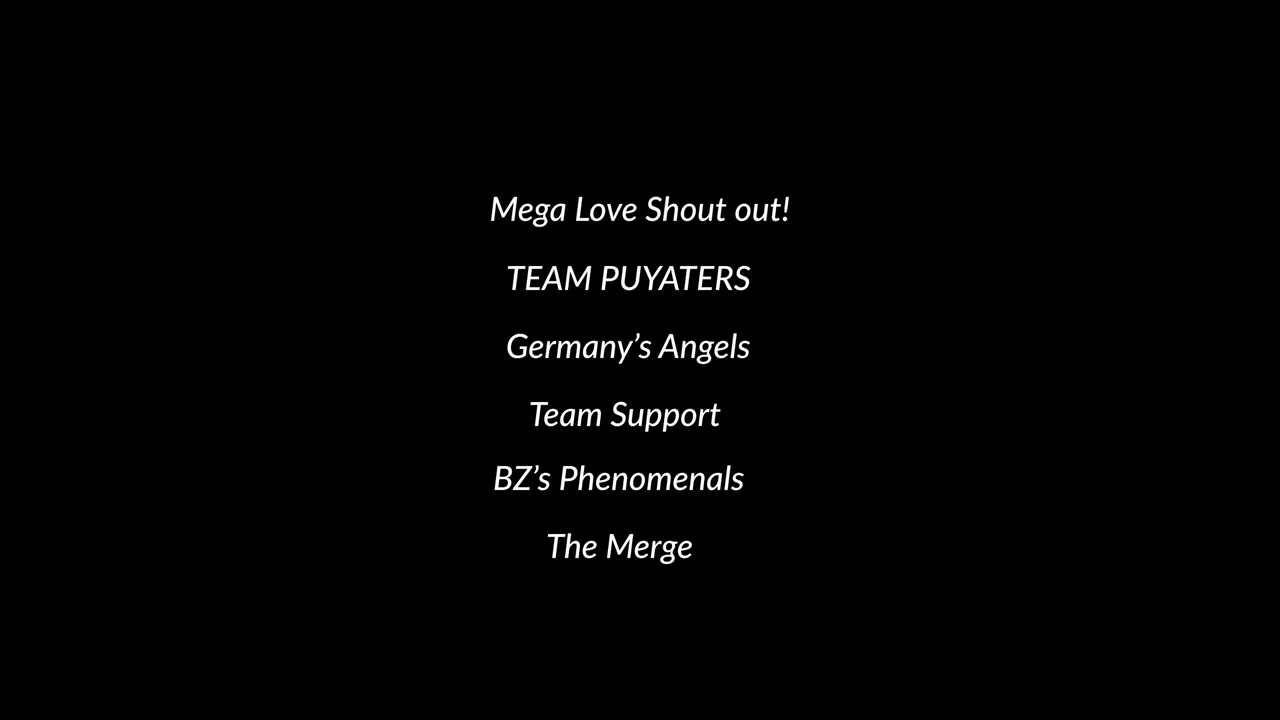 Mega Love Shout out!
TEAM PUYATERS
Germany’s Angels
Team Support
BZ’s Phenomenals
The Merge